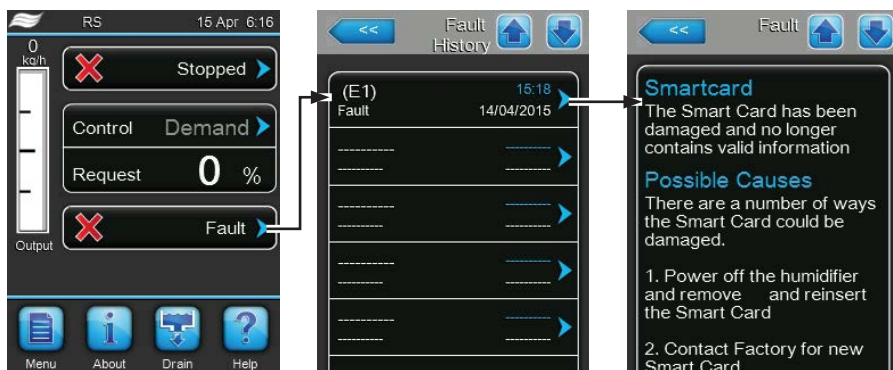 RS 15 Apr 6:16
0
kg/h
Stopped
Control Demand
Request 0 %
Fault
Output
Menu About Drain Help
<< Fault
History
(E1) 15:18
Fault 14/04/2015
---------- ----------
---------- ----------
---------- ----------
---------- ----------
---------- ----------
---------- ----------
---------- ----------
---------- ----------
<< Fault
Smartcard
The Smart Card has been
damaged and no longer
contains valid information
Possible Causes
There are a number of ways
the Smart Card could be
damaged.
1. Power off the humidifier
and remove and reinsert
the Smart Card
2. Contact Factory for new
Smart Card